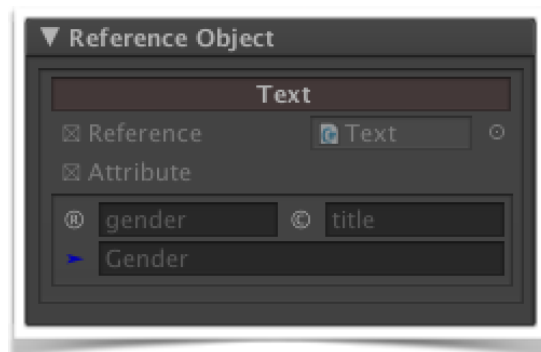 ▼ Reference Object
Text
☒ Reference Text
☒ Attribute
® gender © title
➤ Gender